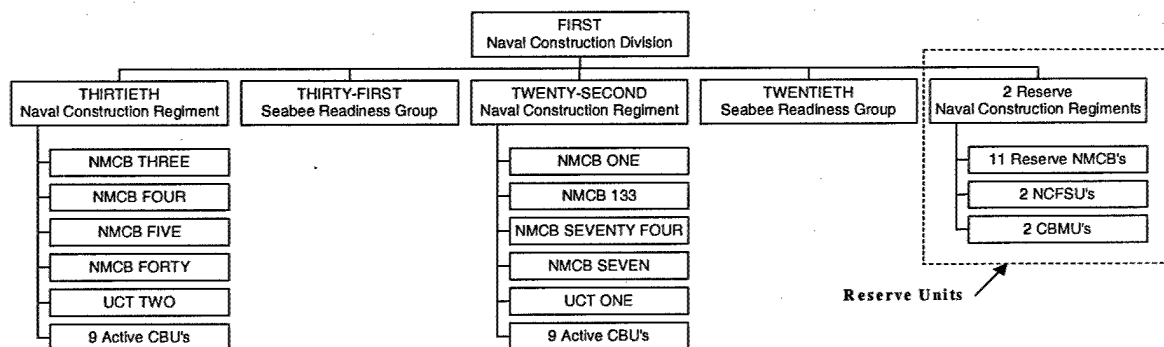 FIRST
Naval Construction Division
THIRTIETH
Naval Construction Regiment
THIRTY-FIRST
Seabee Readiness Group
TWENTY-SECOND
Naval Construction Regiment
TWENTIETH
Seabee Readiness Group
2 Reserve
Naval Construction Regiments
NMCB THREE
NMCB FOUR
NMCB FIVE
NMCB FORTY
UCT TWO
9 Active CBU's
NMCB ONE
NMCB 133
NMCB SEVENTY FOUR
NMCB SEVEN
UCT ONE
9 Active CBU's
11 Reserve NMCB's
2 NCFSU's
2 CBMU's
Reserve Units